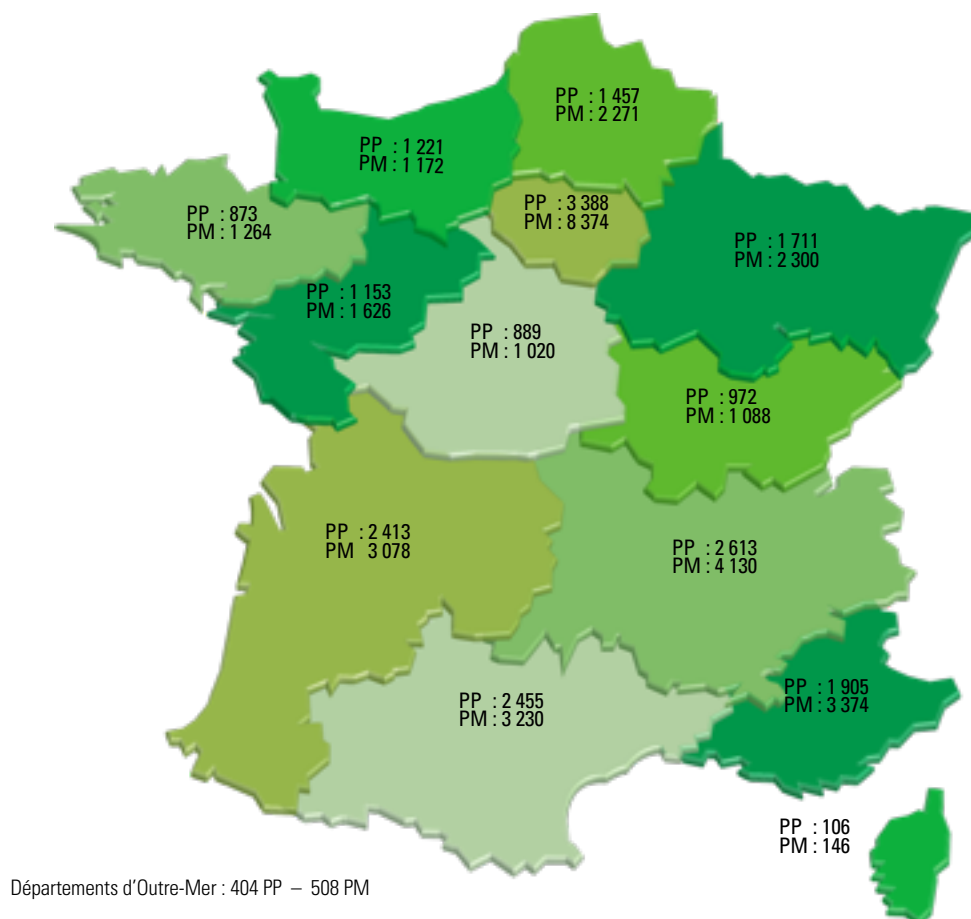 PP : 1 457
PM : 2 271
PP : 1 221
PM : 1 172
PP : 3 388
PM : 8 374
PP : 873
PM : 1 264
PP : 1 711
PM : 2 300
PP : 1 153
PM : 1 626
PP : 889
PM : 1 020
PP : 972
PM : 1 088
PP : 2 413
PM 3 078
PP : 2 613
PM : 4 130
PP : 1 905
PM : 3 374
PP : 2 455
PM : 3 230
PP : 106
PM : 146
Départements d'Outre-Mer : 404 PP – 508 PM